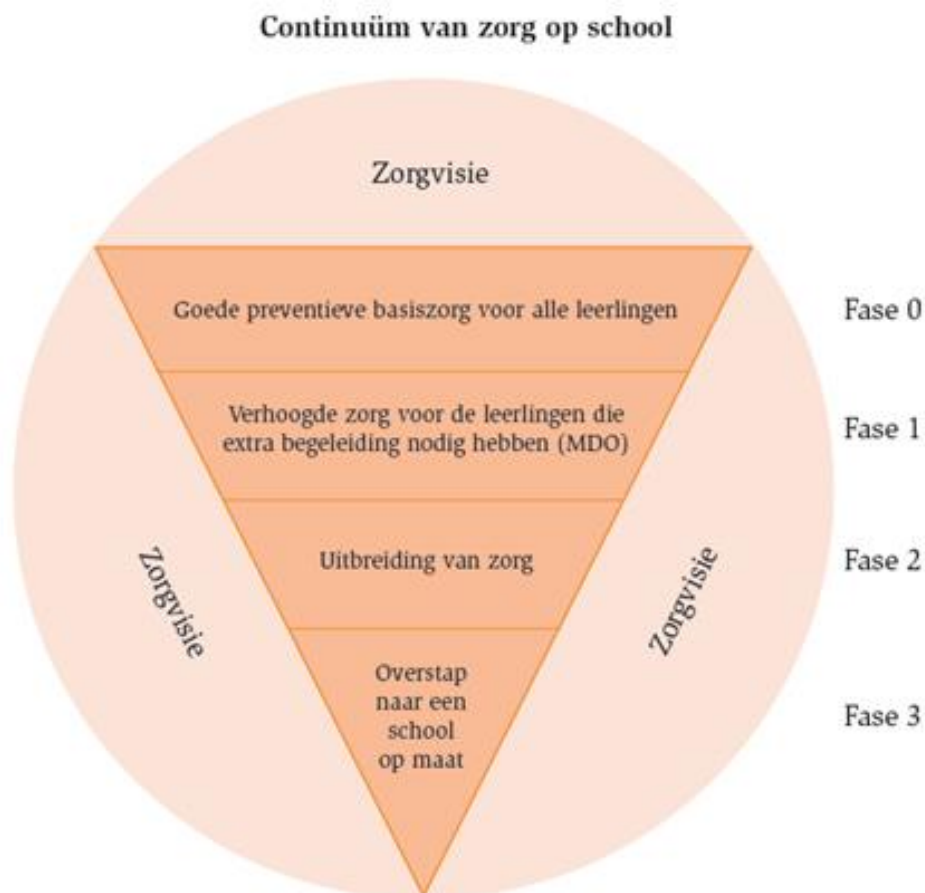 Continuüm van zorg op school
Zorgvisie
Goede preventieve basiszorg voor alle leerlingen
Fase 0
Verhoogde zorg voor de leerlingen die
extra begeleiding nodig hebben (MDO)
Fase 1
Uitbreiding van zorg
Fase 2
Zorgvisie
Zorgvisie
Overstap
naar een
school
op maat
Fase 3